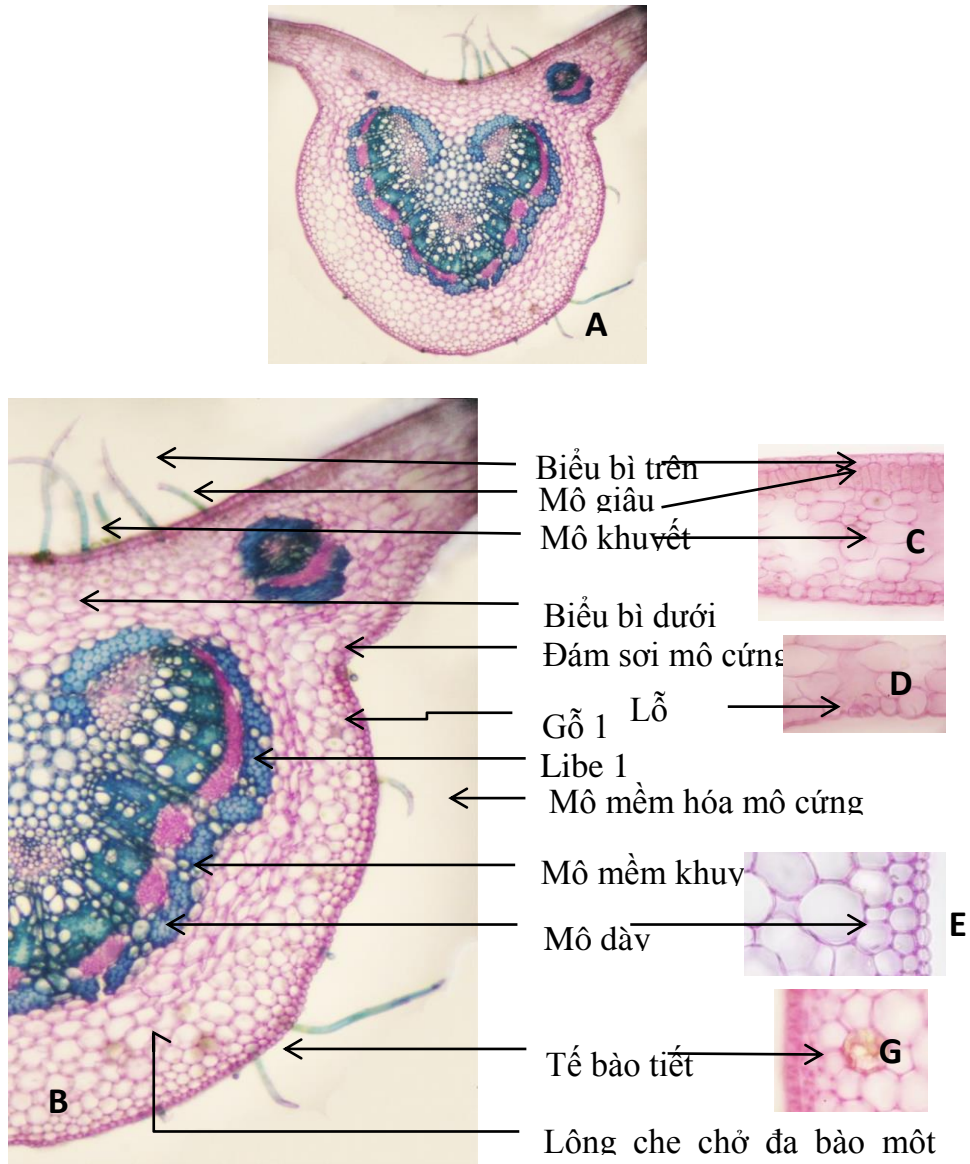 A
Biểu bì trên
Mô giậu
Mô khuyết
C
Biểu bì dưới
Đám sợi mô cứng
D
Gỗ 1 Lỗ
Libe 1
Mô mềm hóa mô cứng
Mô mềm khuy
Mô dày
E
Tế bào tiết
G
B
Lông che chở đa bào một